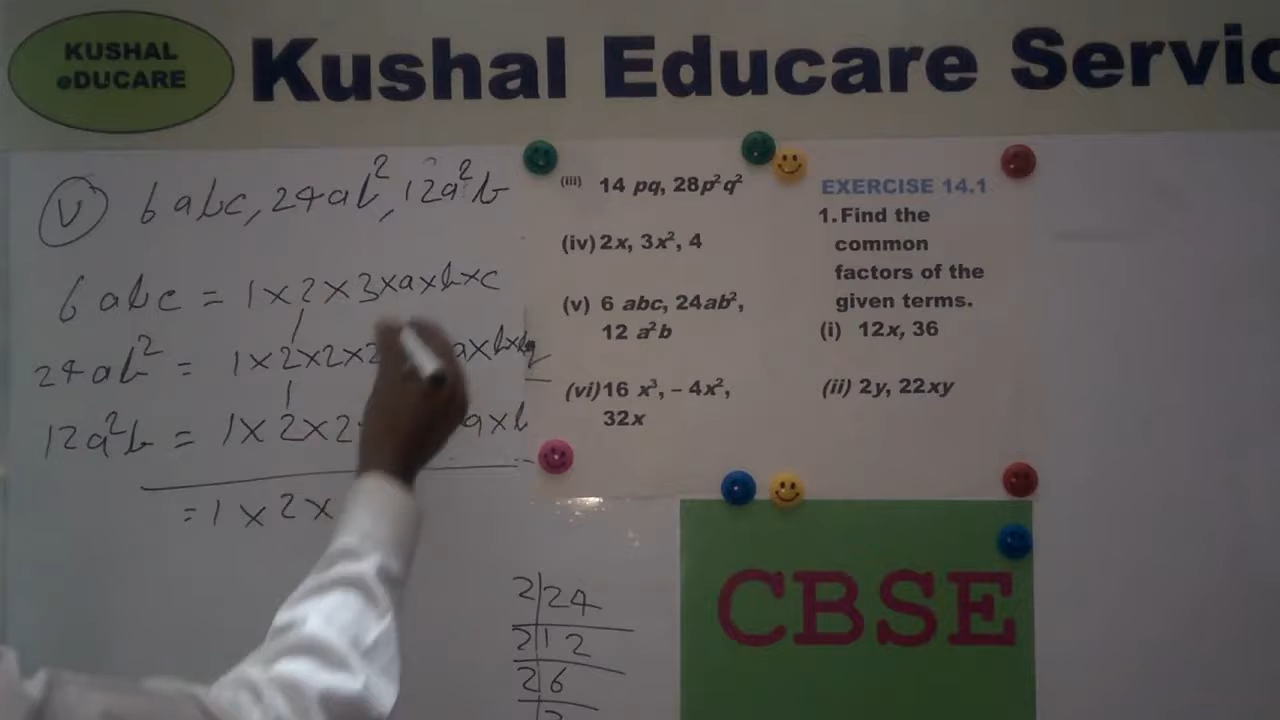 KUSHAL
eDUCARE
Kushal Educare Servic
V 6abc, 24ab², 12a²b
6abc = 1×2×3×a×b×c
24ab² = 1×2×2×2 a×b×b
12a²b = 1×2×2 a×b
= 1×2×
2 24
2 12
2 6
(iii) 14 pq, 28p²q²
(iv) 2x, 3x², 4
(v) 6 abc, 24ab²,
12 a²b
(vi) 16 x³, – 4x²,
32x
EXERCISE 14.1
1. Find the
common
factors of the
given terms.
(i) 12x, 36
(ii) 2y, 22xy
CBSE